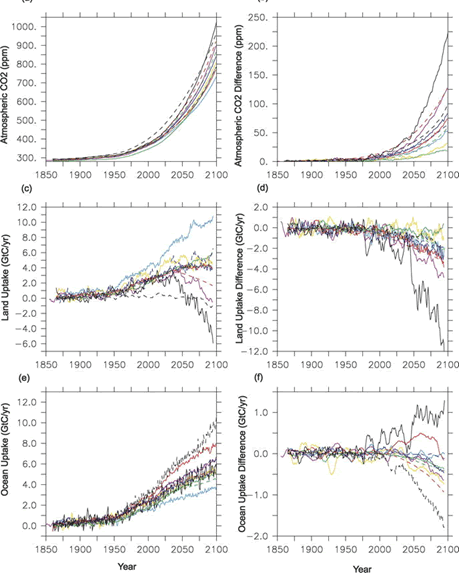 Atmospheric CO2 (ppm)
1000.
900.
800.
700.
600.
500.
400.
300.
1850 1900 1950 2000 2050 2100
Atmospheric CO2 Difference (ppm)
250.
200.
150.
100.
50.
0.
1850 1900 1950 2000 2050 2100
(c)
Land Uptake (GtC/yr)
12.0
10.0
8.0
6.0
4.0
2.0
0.0
−2.0
−4.0
−6.0
1850 1900 1950 2000 2050 2100
(d)
Land Uptake Difference (GtC/yr)
2.0
0.0
−2.0
−4.0
−6.0
−8.0
−10.0
−12.0
1850 1900 1950 2000 2050 2100
(e)
Ocean Uptake (GtC/yr)
12.0
10.0
8.0
6.0
4.0
2.0
0.0
1850 1900 1950 2000 2050 2100
Year
(f)
Ocean Uptake Difference (GtC/yr)
1.0
0.0
−1.0
−2.0
1850 1900 1950 2000 2050 2100
Year